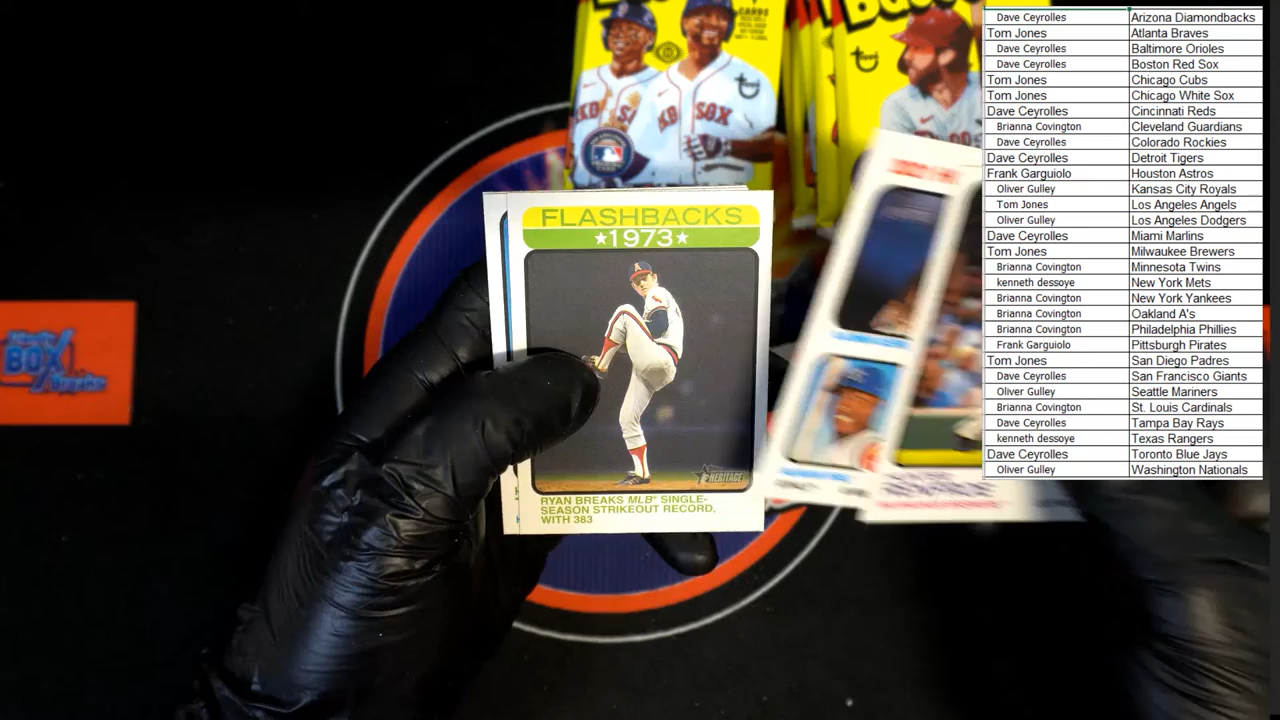 FLASHBACKS
★1973★
HERITAGE
RYAN BREAKS MLB® SINGLE-
SEASON STRIKEOUT RECORD,
WITH 383
BOX
Breaks
CARDS
SOX
Dave Ceyrolles Arizona Diamondbacks
Tom Jones Atlanta Braves
Dave Ceyrolles Baltimore Orioles
Dave Ceyrolles Boston Red Sox
Tom Jones Chicago Cubs
Tom Jones Chicago White Sox
Dave Ceyrolles Cincinnati Reds
Brianna Covington Cleveland Guardians
Dave Ceyrolles Colorado Rockies
Dave Ceyrolles Detroit Tigers
Frank Garguiolo Houston Astros
Oliver Gulley Kansas City Royals
Tom Jones Los Angeles Angels
Oliver Gulley Los Angeles Dodgers
Dave Ceyrolles Miami Marlins
Tom Jones Milwaukee Brewers
Brianna Covington Minnesota Twins
kenneth dessoye New York Mets
Brianna Covington New York Yankees
Brianna Covington Oakland A's
Brianna Covington Philadelphia Phillies
Frank Garguiolo Pittsburgh Pirates
Tom Jones San Diego Padres
Dave Ceyrolles San Francisco Giants
Oliver Gulley Seattle Mariners
Brianna Covington St. Louis Cardinals
Dave Ceyrolles Tampa Bay Rays
kenneth dessoye Texas Rangers
Dave Ceyrolles Toronto Blue Jays
Oliver Gulley Washington Nationals